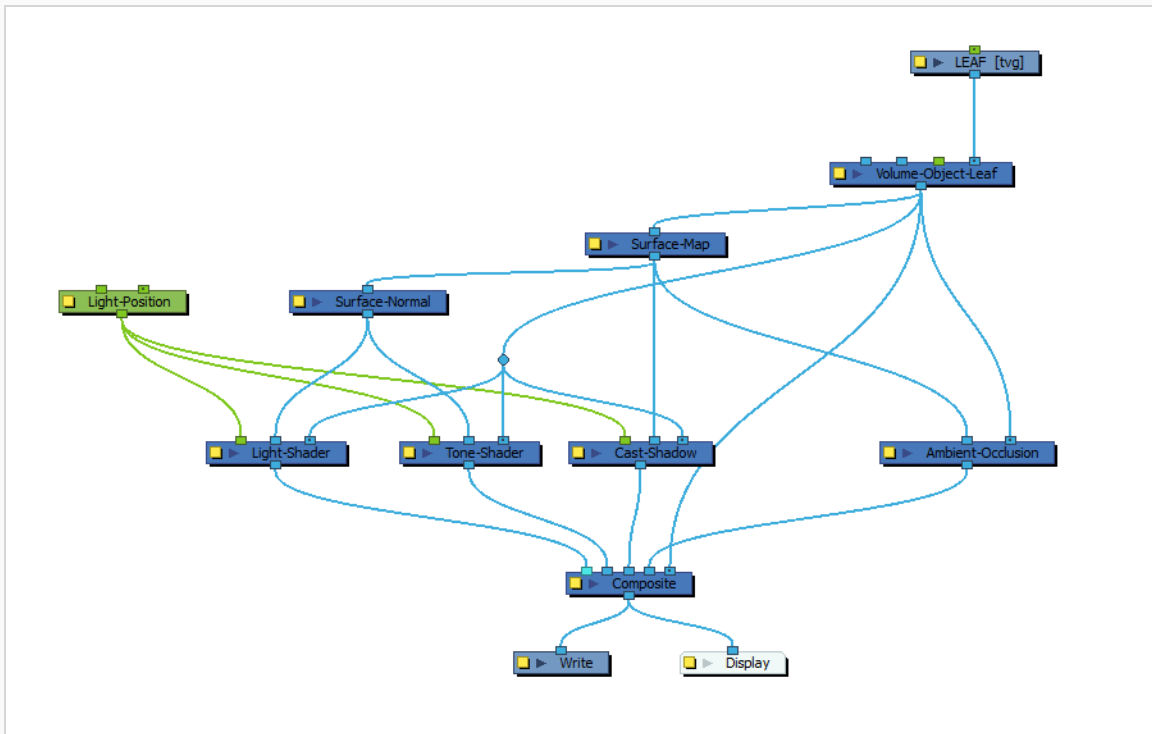 LEAF [tvg]
Volume-Object-Leaf
Surface-Map
Light-Position
Surface-Normal
Light-Shader
Tone-Shader
Cast-Shadow
Ambient-Occlusion
Composite
Write
Display